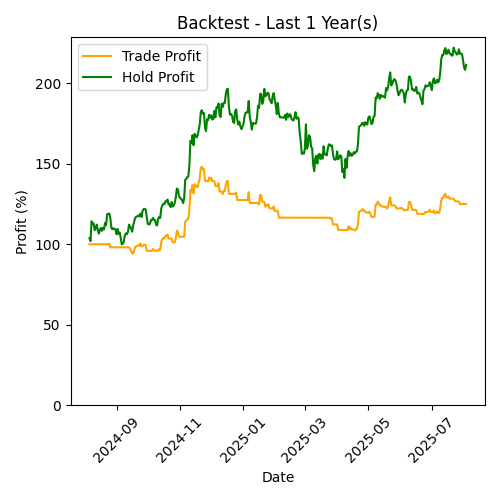 Backtest - Last 1 Year(s)
Trade Profit
Hold Profit
Profit (%)
200
150
100
50
0
2024-09
2024-11
2025-01
2025-03
2025-05
2025-07
Date